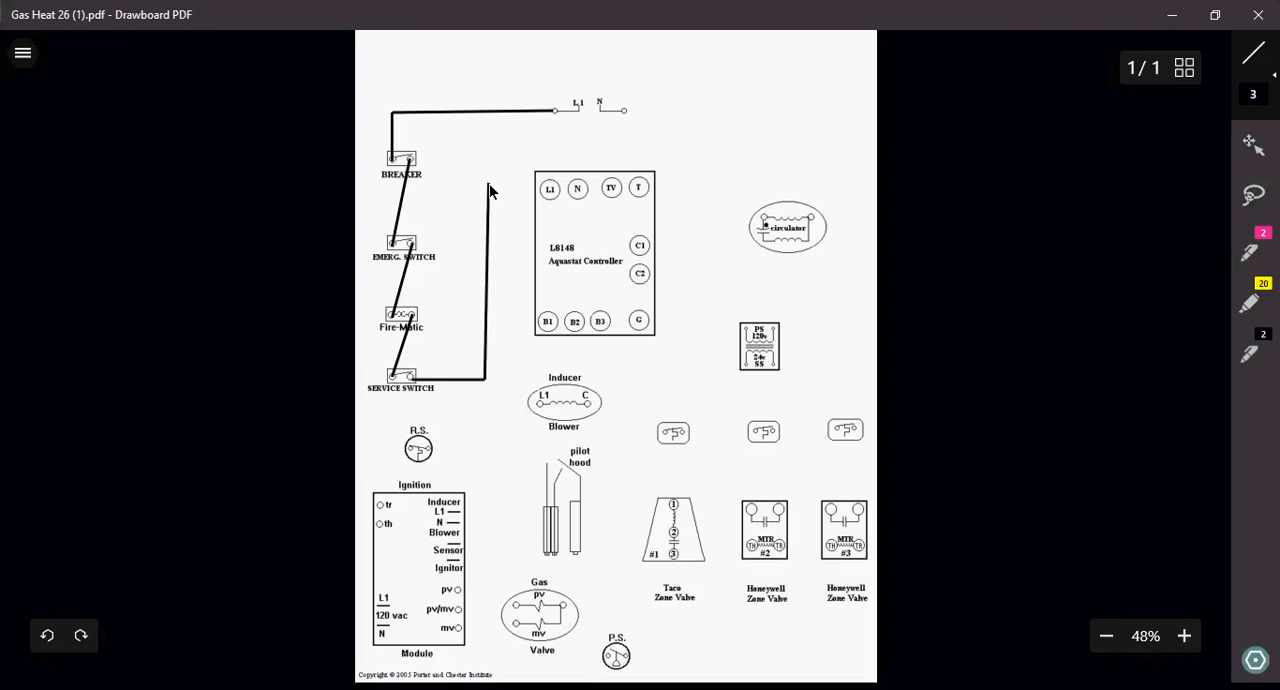 Gas Heat 26 (1).pdf - Drawboard PDF
1/ 1
3
L1 N
BREAKER
L1 N TV T
2
circulator
L8148
Aquastat Controller
C1
C2
EMERG. SWITCH
20
B1 B2 B3 G
Fire-Matic
PS
120v
24v
SS
2
SERVICE SWITCH
Inducer
L1 C
Blower
R.S.
pilot
hood
Ignition
tr
th
Inducer
L1
N
Blower
Sensor
Ignitor
pv
pv/mv
mv
L1
120 vac
N
Module
1
2
3
#1
Taco
Zone Valve
MTR
TH TR
#2
Honeywell
Zone Valve
MTR
TH TR
#3
Honeywell
Zone Valve
Gas
pv
mv
Valve
P.S.
48%
Copyright © 2005 Porter and Chester Institute